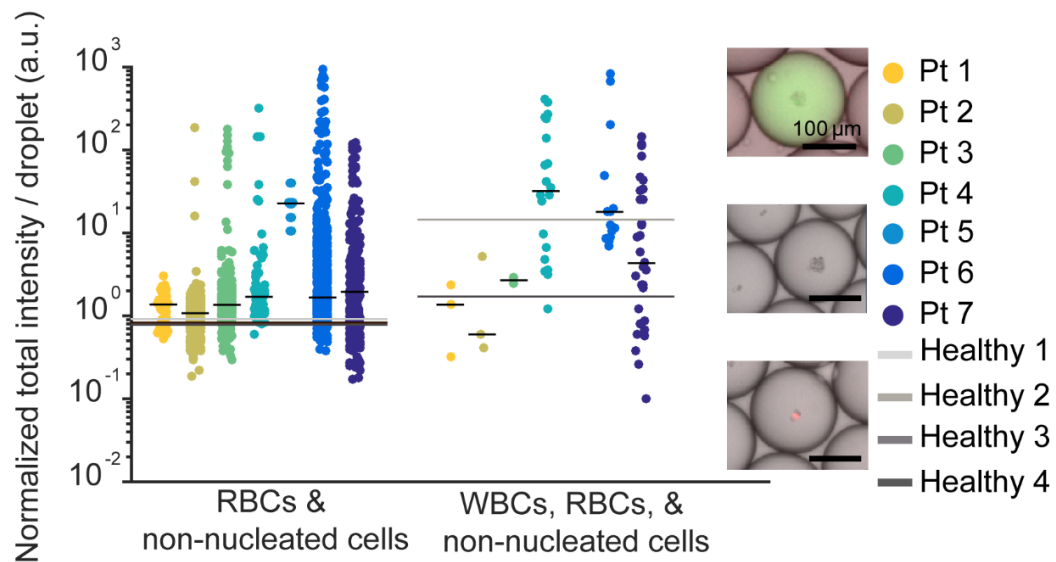 Normalized total intensity / droplet (a.u.)
10³
10²
10¹
10⁰
10⁻¹
10⁻²
RBCs &
non-nucleated cells
WBCs, RBCs, &
non-nucleated cells
100 µm
Pt 1
Pt 2
Pt 3
Pt 4
Pt 5
Pt 6
Pt 7
Healthy 1
Healthy 2
Healthy 3
Healthy 4